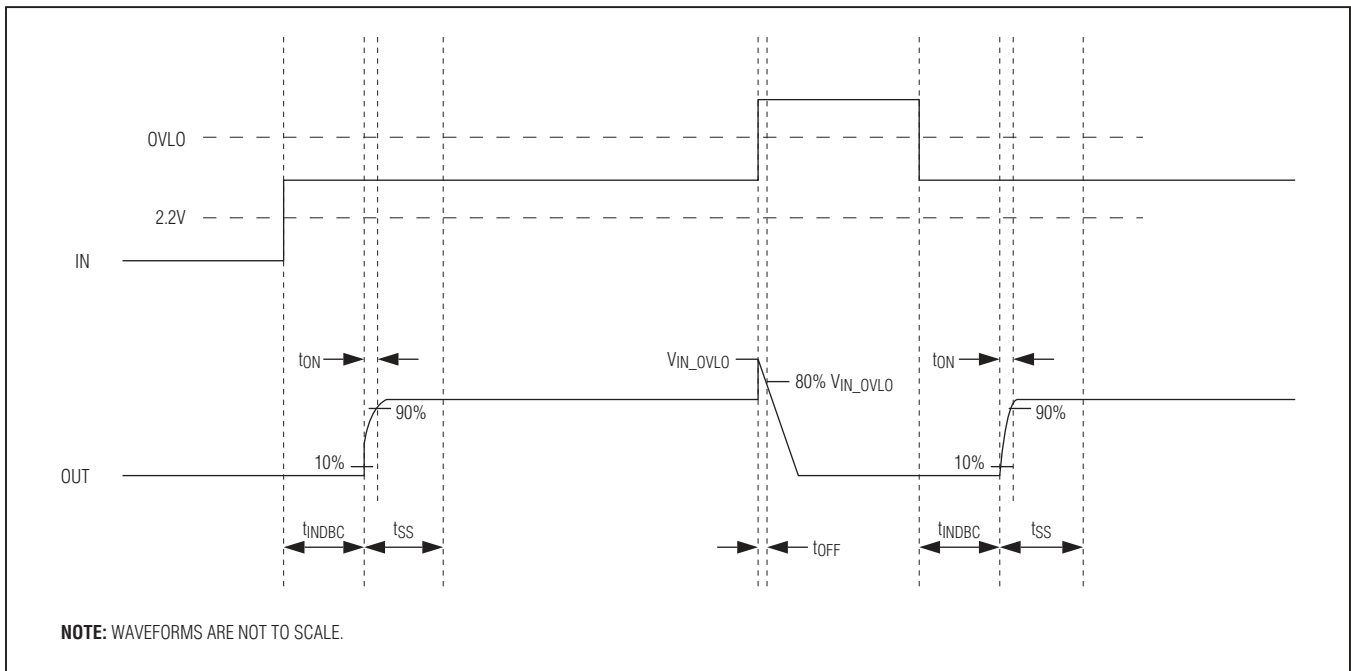 OVLO
2.2V
IN
tON
VIN_OVLO
80% VIN_OVLO
tON
90%
90%
10%
10%
OUT
tINDBC
tSS
tOFF
tINDBC
tSS
NOTE: WAVEFORMS ARE NOT TO SCALE.